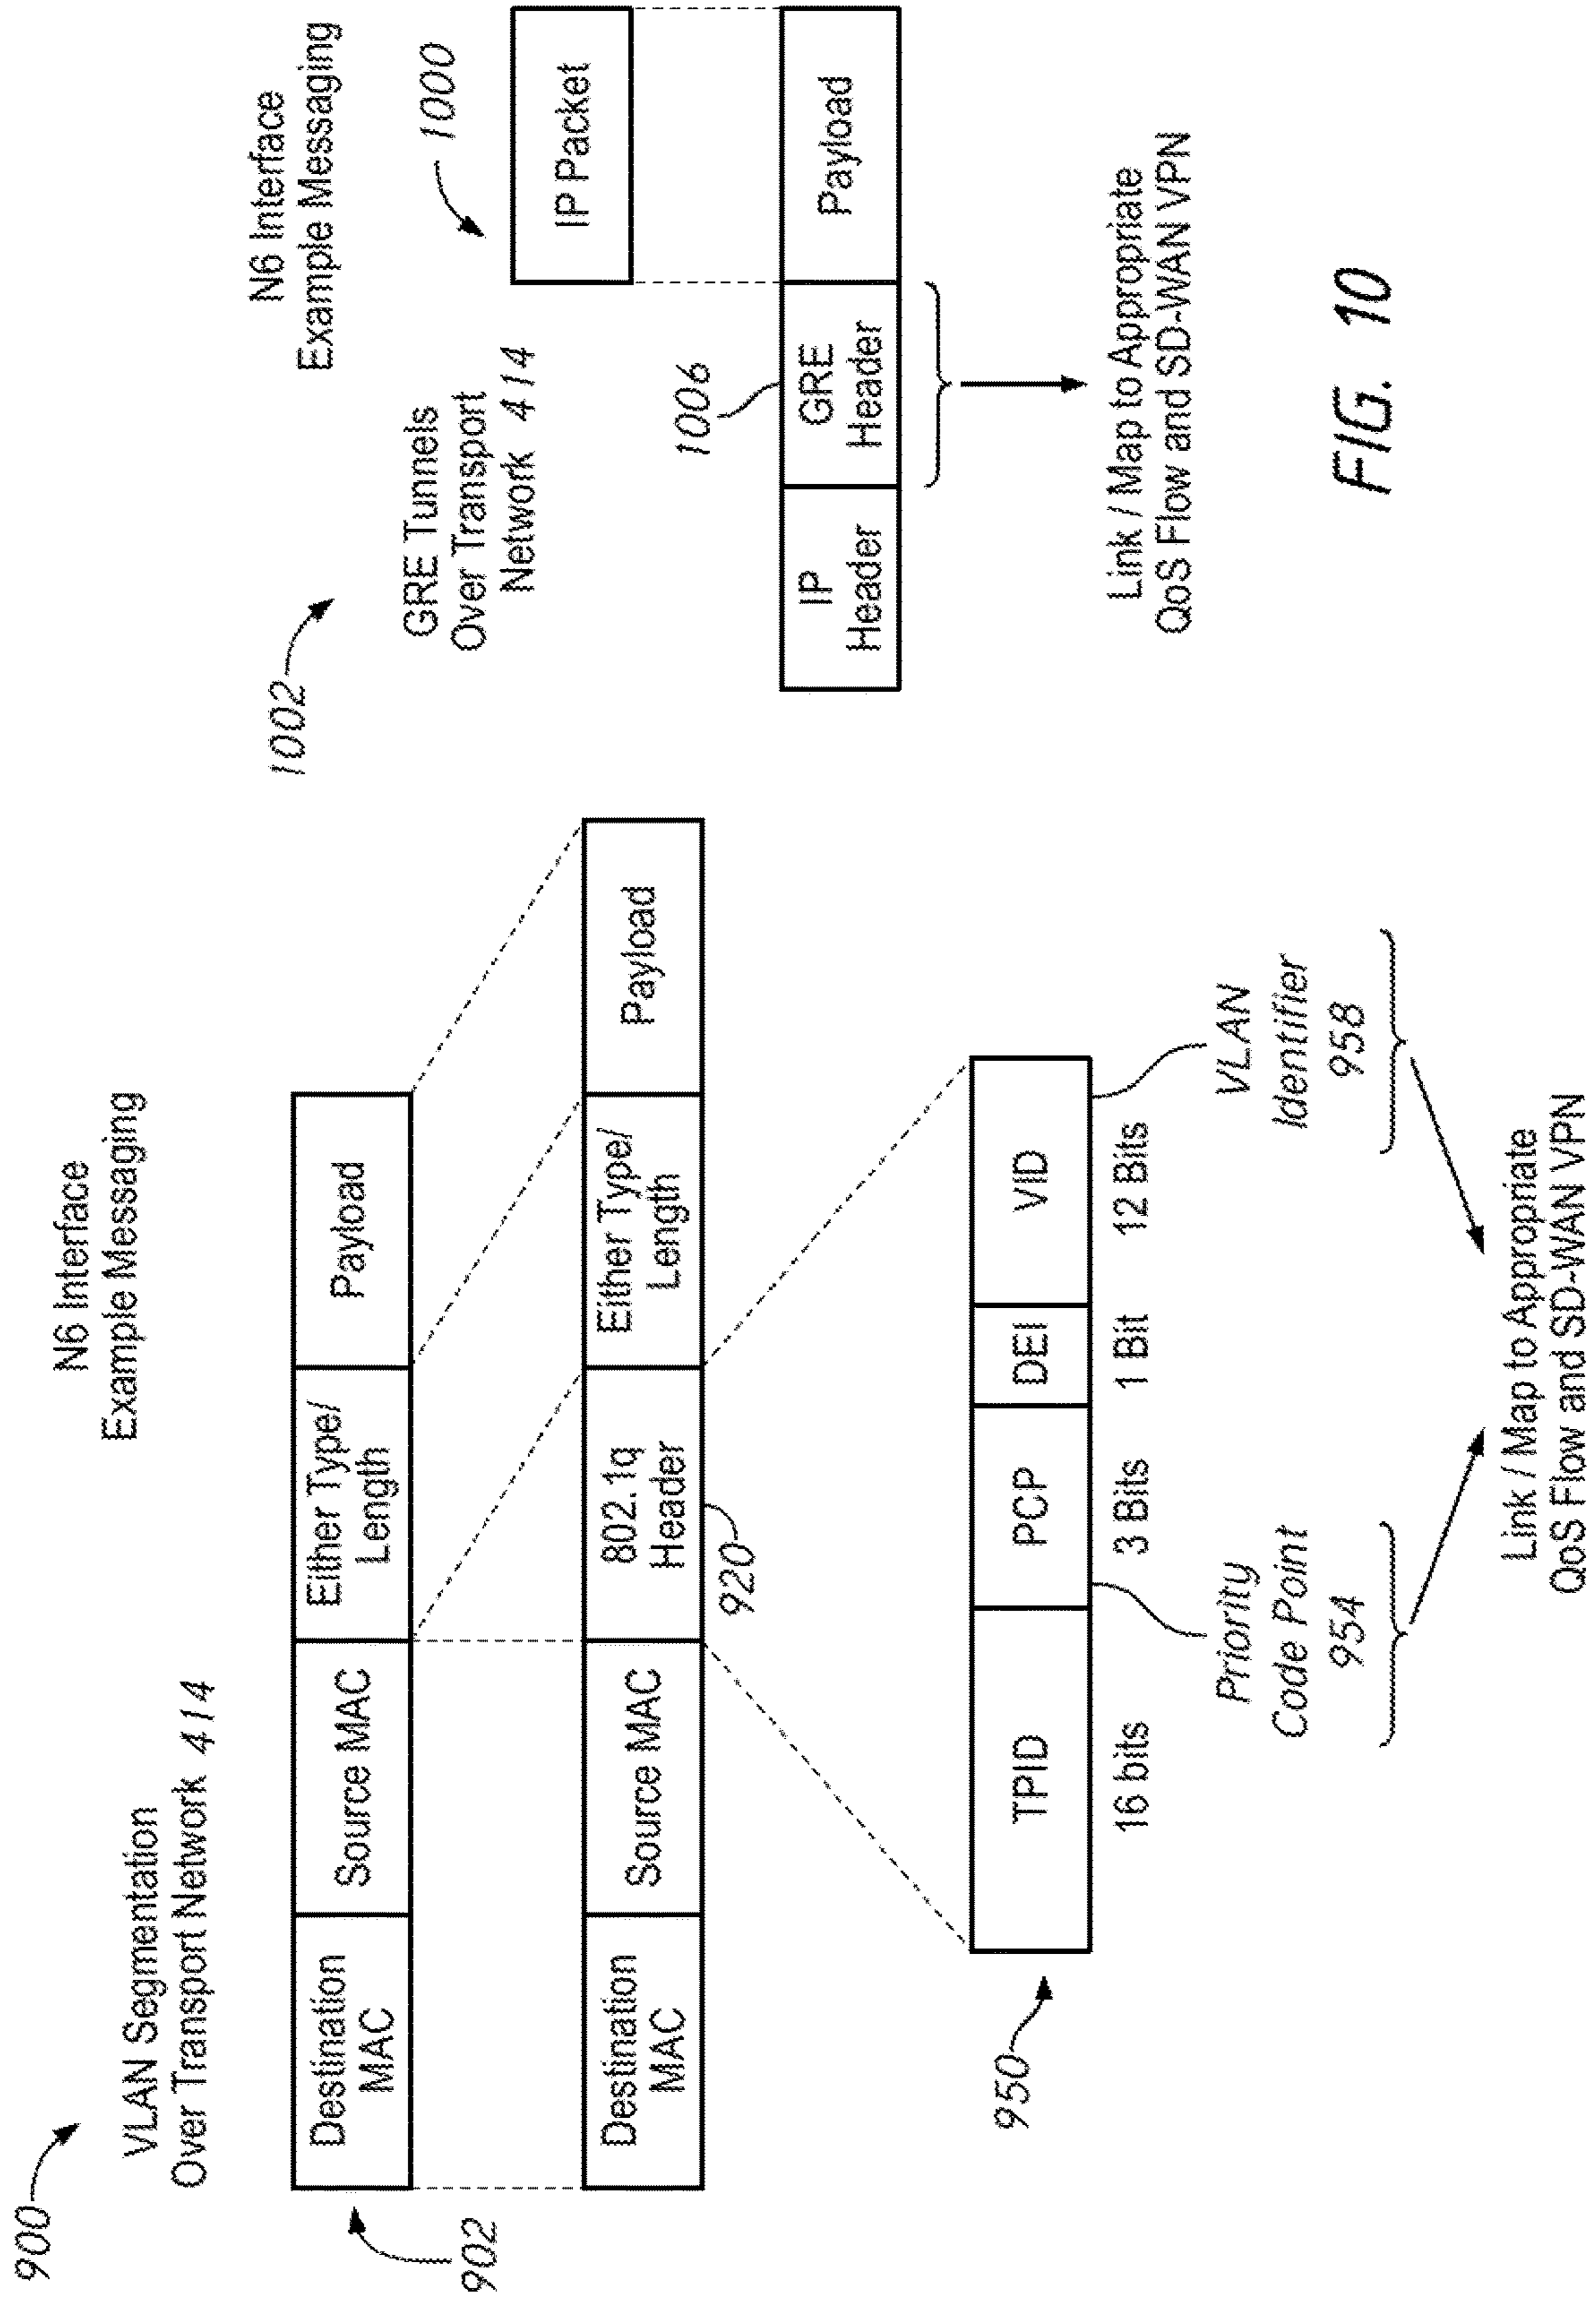 900
VLAN Segmentation
Over Transport Network 414
N6 Interface
Example Messaging
902
Destination
MAC
Source MAC
Either Type/
Length
Payload
Destination
MAC
Source MAC
802.1q
Header
Either Type/
Length
Payload
920
950
TPID
PCP
DEI
VID
16 bits
3 Bits
1 Bit
12 Bits
Priority
Code Point
954
VLAN
Identifier
958
Link / Map to Appropriate
QoS Flow and SD-WAN VPN
1002
GRE Tunnels
Over Transport
Network 414
N6 Interface
Example Messaging
1000
IP Packet
1006
IP
Header
GRE
Header
Payload
Link / Map to Appropriate
QoS Flow and SD-WAN VPN
FIG. 10